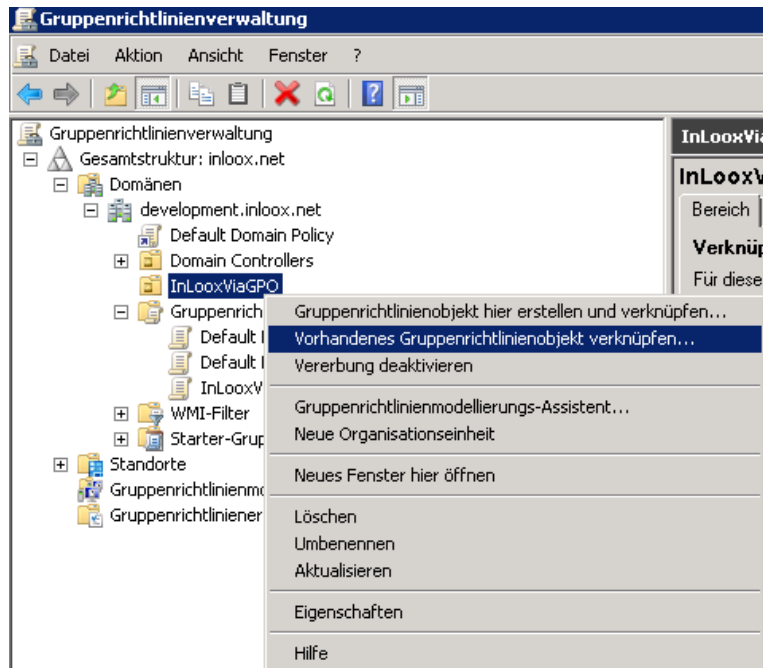 Gruppenrichtlinienverwaltung
Datei Aktion Ansicht Fenster ?
Gruppenrichtlinienverwaltung
Gesamtstruktur: inloox.net
Domänen
development.inloox.net
Default Domain Policy
Domain Controllers
InLooxViaGPO
Gruppenrich
Default
Default
InLooxV
WMI-Filter
Starter-Grup
Standorte
Gruppenrichtlinienmo
Gruppenrichtliniener
InLooxVia
InLooxV
Bereich
Verknüp
Für diese
Gruppenrichtlinienobjekt hier erstellen und verknüpfen...
Vorhandenes Gruppenrichtlinienobjekt verknüpfen...
Vererbung deaktivieren
Gruppenrichtlinienmodellierungs-Assistent...
Neue Organisationseinheit
Neues Fenster hier öffnen
Löschen
Umbenennen
Aktualisieren
Eigenschaften
Hilfe